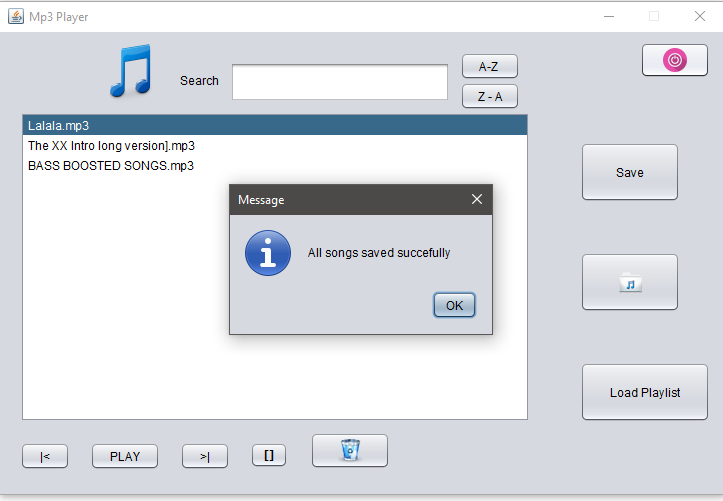 Mp3 Player
Search
A-Z
Z - A
Lalala.mp3
The XX Intro long version].mp3
BASS BOOSTED SONGS.mp3
Save
Message
All songs saved succefully
OK
Load Playlist
|<
PLAY
>|
[]